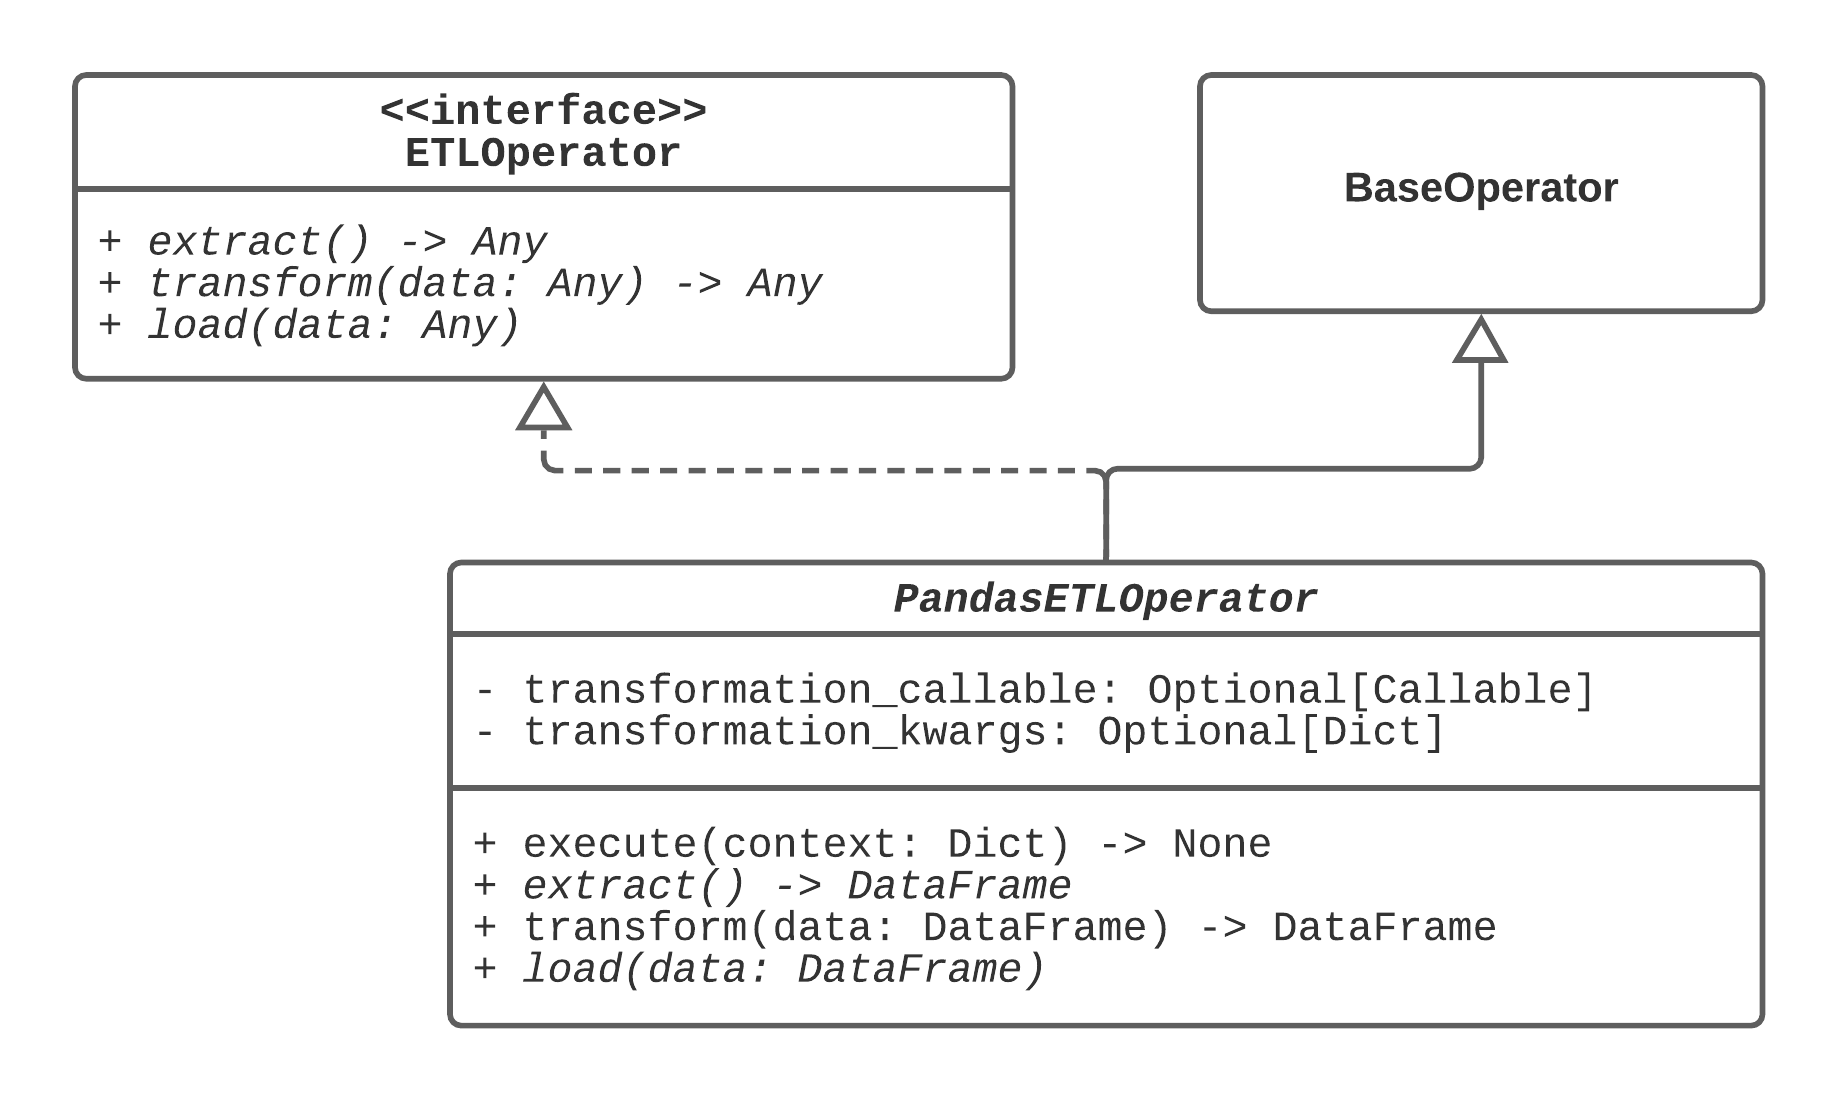 <<interface>>
ETLOperator
+ extract() -> Any
+ transform(data: Any) -> Any
+ load(data: Any)
BaseOperator
PandasETLOperator
- transformation_callable: Optional[Callable]
- transformation_kwargs: Optional[Dict]
+ execute(context: Dict) -> None
+ extract() -> DataFrame
+ transform(data: DataFrame) -> DataFrame
+ load(data: DataFrame)